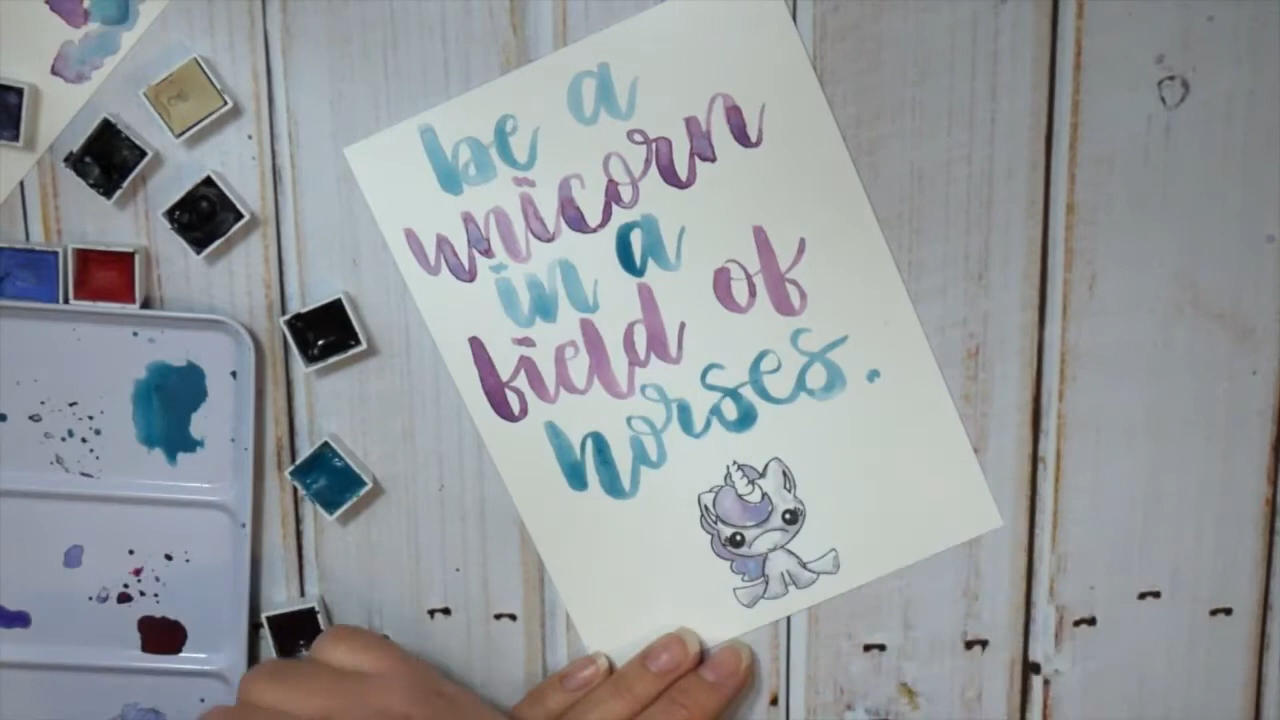 be a
unicorn
in a
field of
horses.